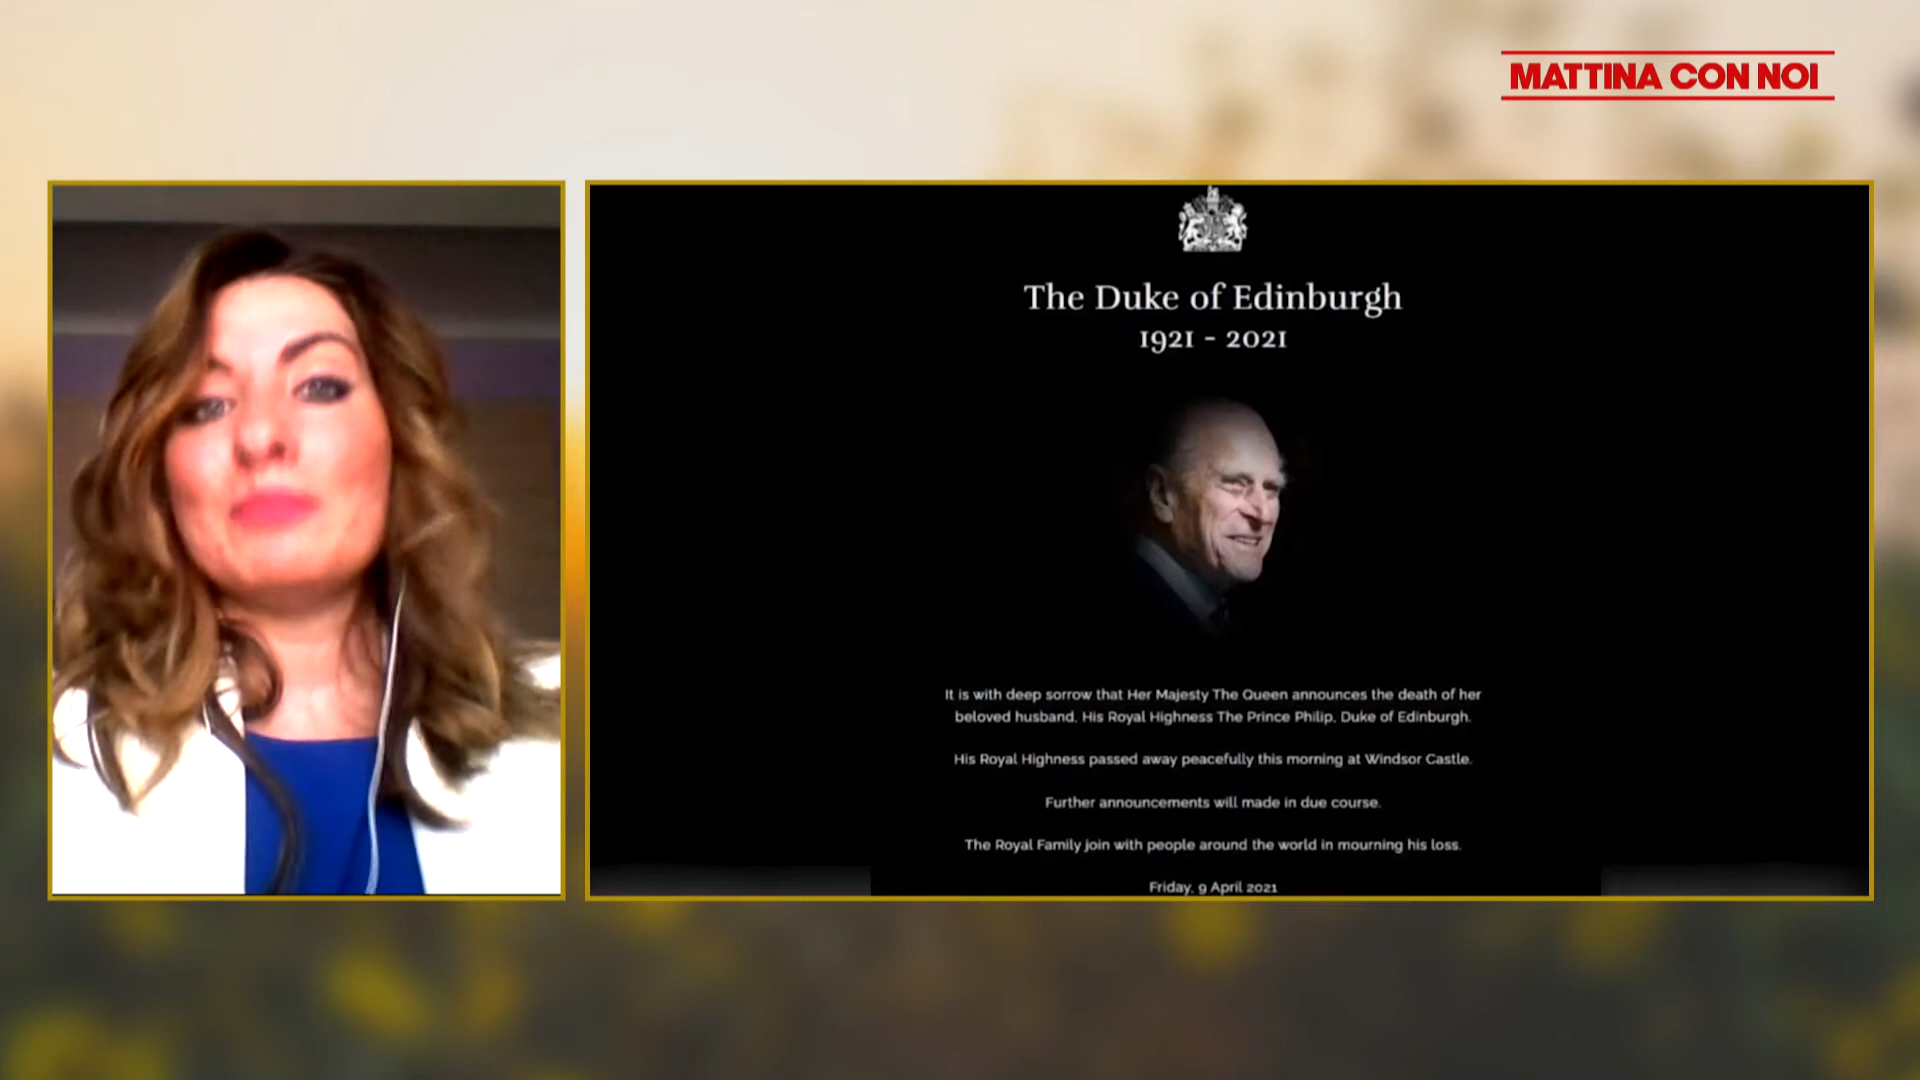 MATTINA CON NOI
The Duke of Edinburgh
1921 - 2021
It is with deep sorrow that Her Majesty The Queen announces the death of her
beloved husband, His Royal Highness The Prince Philip, Duke of Edinburgh.
His Royal Highness passed away peacefully this morning at Windsor Castle.
Further announcements will made in due course.
The Royal Family join with people around the world in mourning his loss.
Friday, 9 April 2021